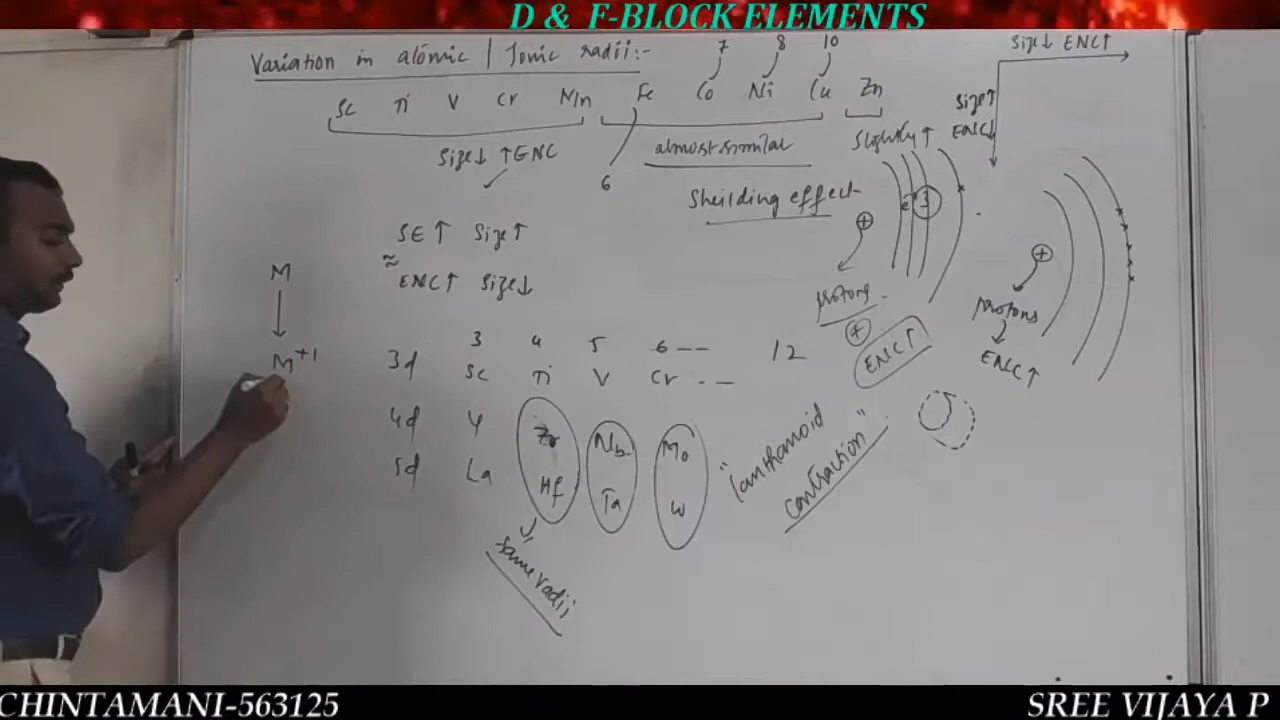 D & F-BLOCK ELEMENTS
Variation in atomic / Ionic radii:-
7 8 10
Size↓ ENC↑
Sc Ti V Cr Mn Fe Co Ni Cu Zn
Size↑
ENC↓
Size↓ ↑ENC
6
almost similar
Slightly ↑
Sheilding effect
SE↑ Size↑
≈
ENC↑ Size↓
protons
+
ENC↑
protons
ENC↑
M
M+1
3 4 5 6 -- 12
3d Sc Ti V Cr --
4d Y Zr Nb Mo
5d La Hf Ta W
"lanthanoid
contraction"
same radii
CHINTAMANI-563125
SREE VIJAYA P